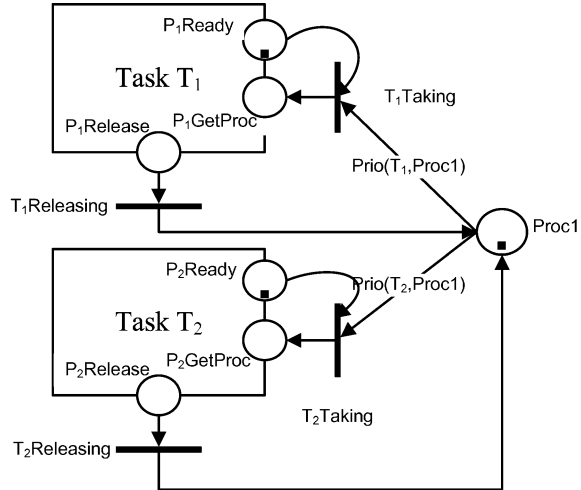 P₁Ready
Task T₁
T₁Taking
P₁GetProc
P₁Release
Prio(T₁,Proc1)
T₁Releasing
Proc1
P₂Ready
Prio(T₂,Proc1)
Task T₂
P₂GetProc
P₂Release
T₂Taking
T₂Releasing